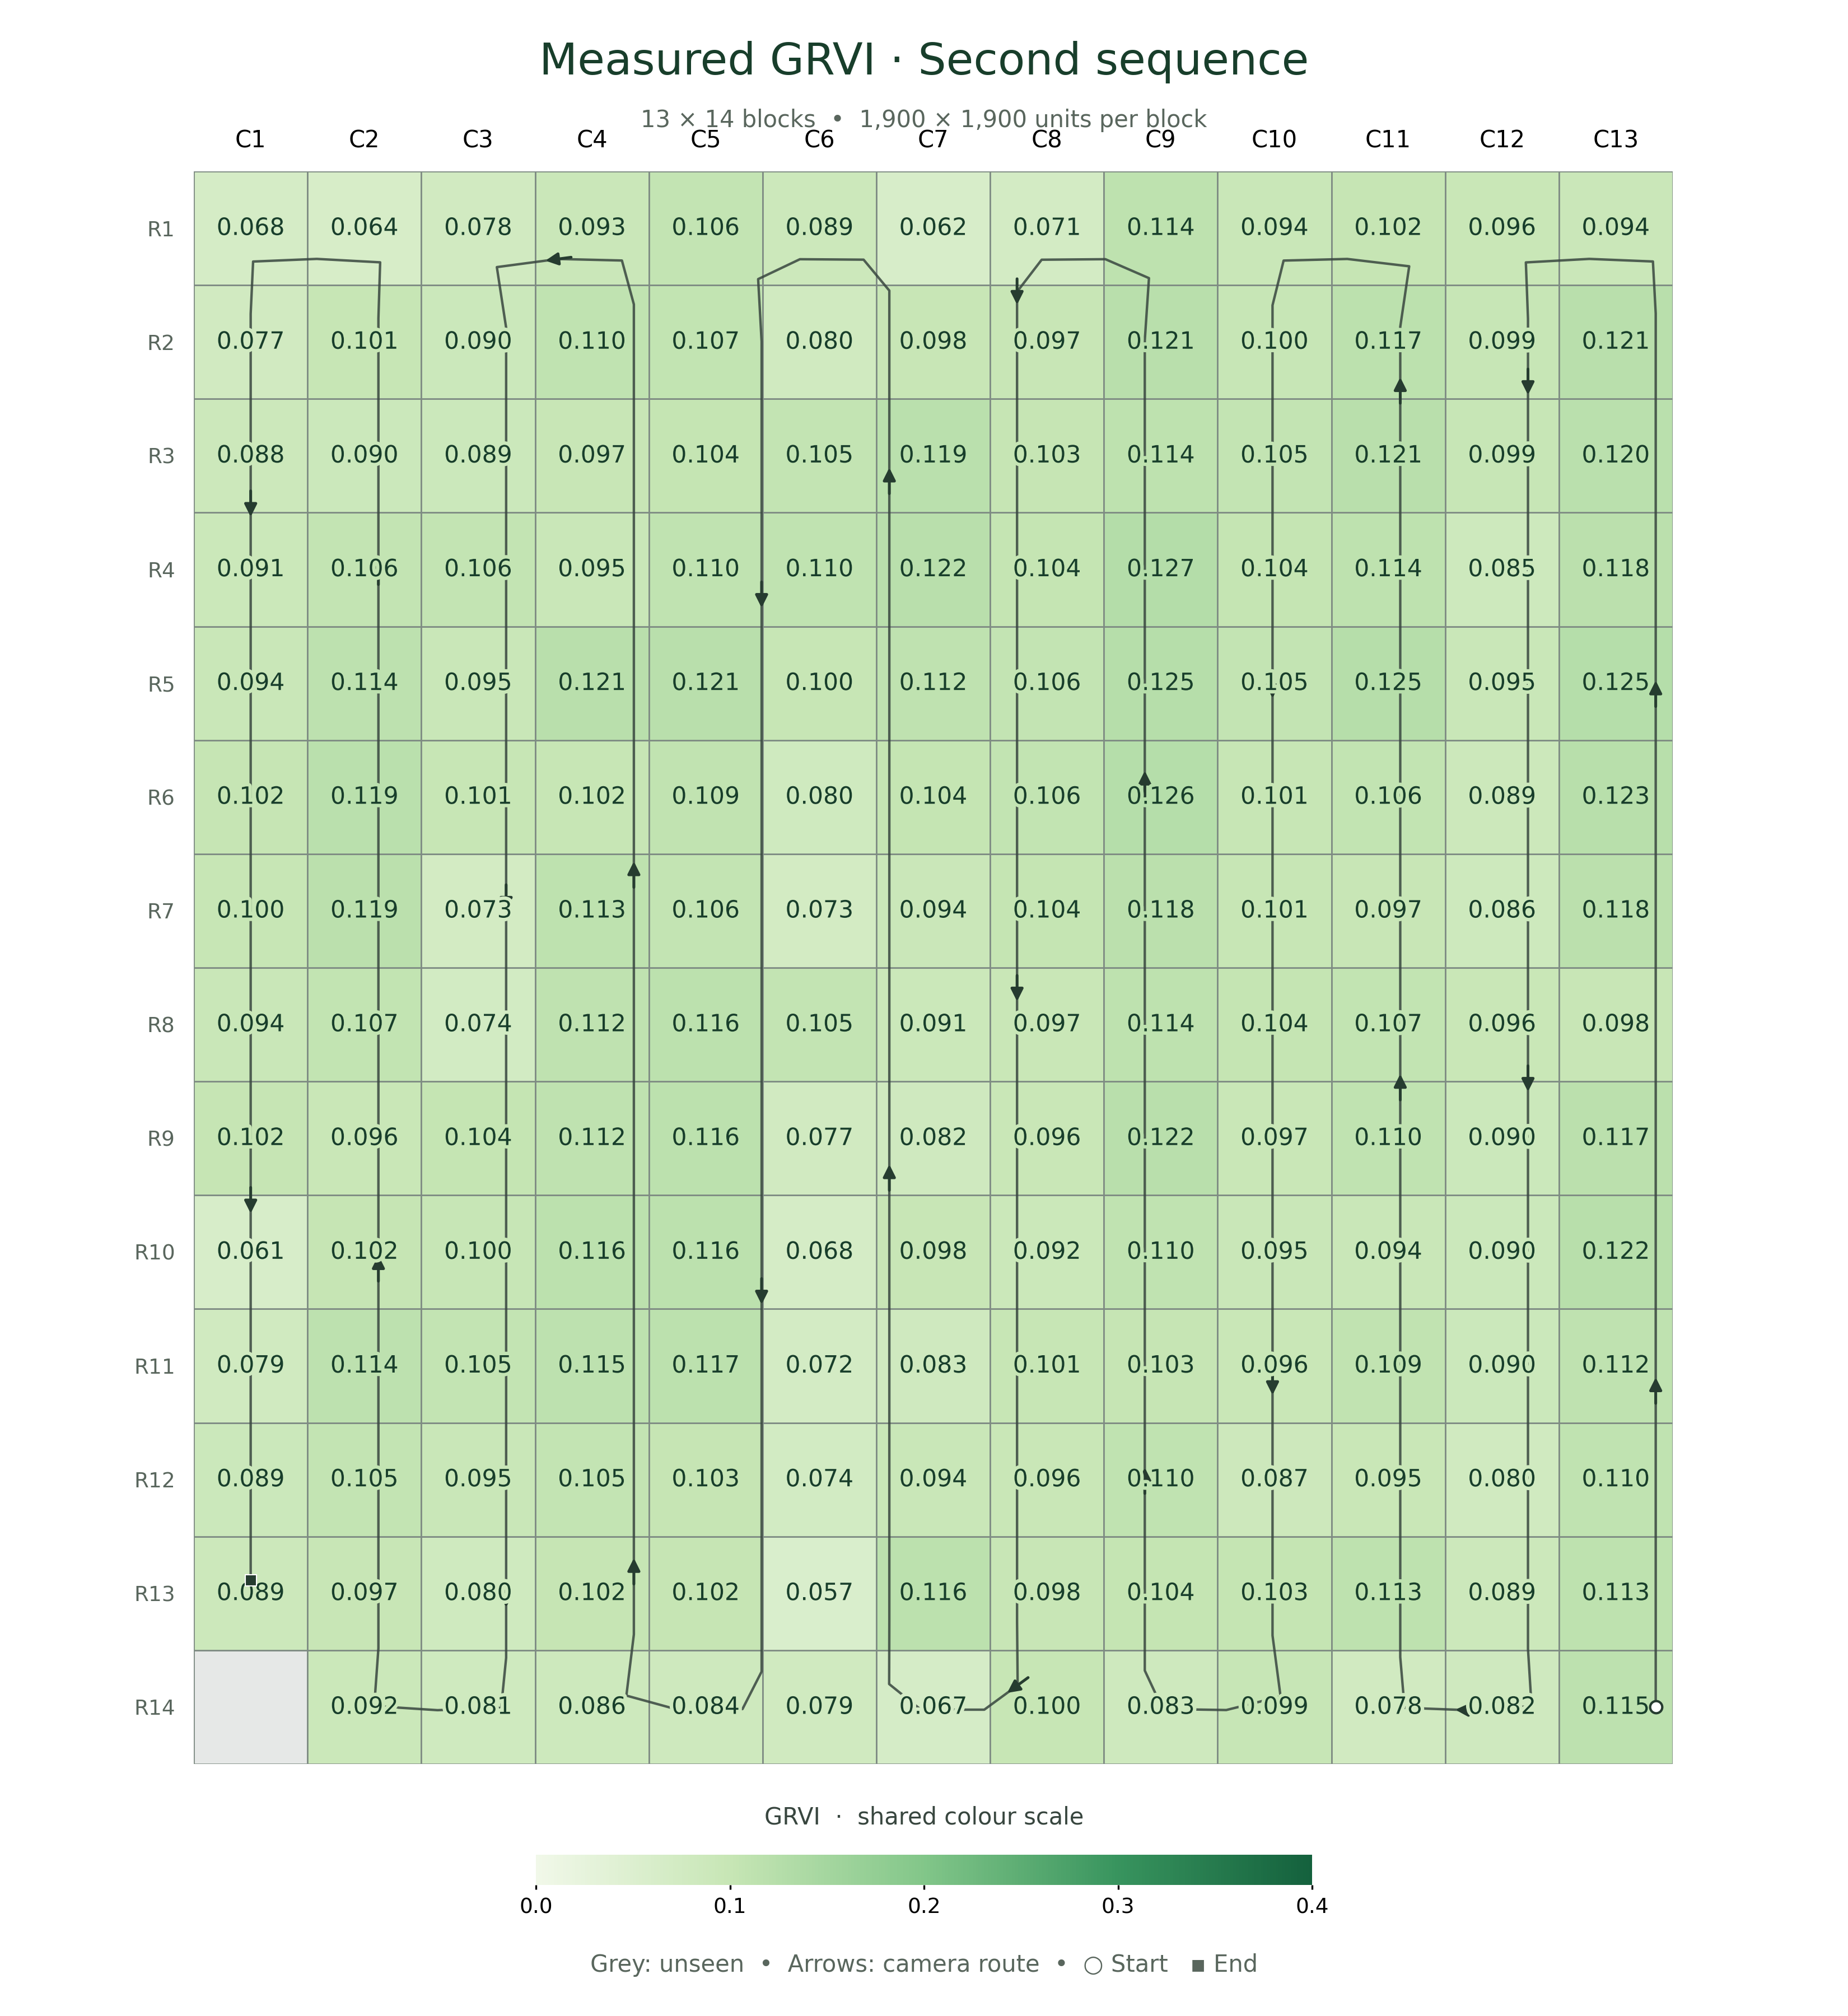 Measured GRVI · Second sequence
13 × 14 blocks • 1,900 × 1,900 units per block
C1 C2 C3 C4 C5 C6 C7 C8 C9 C10 C11 C12 C13
R1 0.068 0.064 0.078 0.093 0.106 0.089 0.062 0.071 0.114 0.094 0.102 0.096 0.094
R2 0.077 0.101 0.090 0.110 0.107 0.080 0.098 0.097 0.121 0.100 0.117 0.099 0.121
R3 0.088 0.090 0.089 0.097 0.104 0.105 0.119 0.103 0.114 0.105 0.121 0.099 0.120
R4 0.091 0.106 0.106 0.095 0.110 0.110 0.122 0.104 0.127 0.104 0.114 0.085 0.118
R5 0.094 0.114 0.095 0.121 0.121 0.100 0.112 0.106 0.125 0.105 0.125 0.095 0.125
R6 0.102 0.119 0.101 0.102 0.109 0.080 0.104 0.106 0.126 0.101 0.106 0.089 0.123
R7 0.100 0.119 0.073 0.113 0.106 0.073 0.094 0.104 0.118 0.101 0.097 0.086 0.118
R8 0.094 0.107 0.074 0.112 0.116 0.105 0.091 0.097 0.114 0.104 0.107 0.096 0.098
R9 0.102 0.096 0.104 0.112 0.116 0.077 0.082 0.096 0.122 0.097 0.110 0.090 0.117
R10 0.061 0.102 0.100 0.116 0.116 0.068 0.098 0.092 0.110 0.095 0.094 0.090 0.122
R11 0.079 0.114 0.105 0.115 0.117 0.072 0.083 0.101 0.103 0.096 0.109 0.090 0.112
R12 0.089 0.105 0.095 0.105 0.103 0.074 0.094 0.096 0.110 0.087 0.095 0.080 0.110
R13 0.089 0.097 0.080 0.102 0.102 0.057 0.116 0.098 0.104 0.103 0.113 0.089 0.113
R14 0.092 0.081 0.086 0.084 0.079 0.067 0.100 0.083 0.099 0.078 0.082 0.115
GRVI · shared colour scale
0.0 0.1 0.2 0.3 0.4
Grey: unseen • Arrows: camera route • ○ Start ■ End